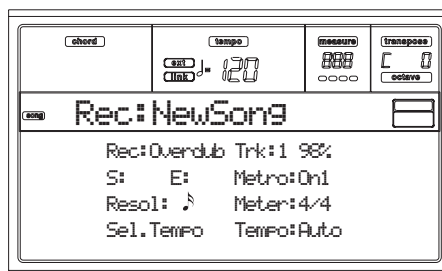 chord tempo measure transpose
ext link ♩= 120 888 C 0
octave
song Rec:NewSong
Rec:Overdub Trk:1 98%
S: E: Metro:On1
Resol: ♪ Meter:4/4
Sel.Tempo Tempo:Auto